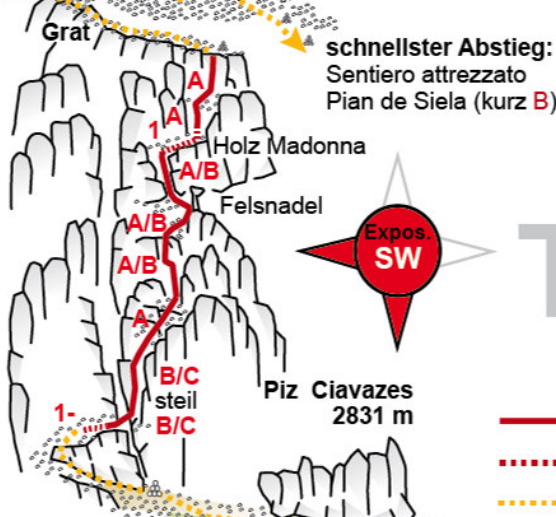 Grat
schnellster Abstieg:
Sentiero attrezzato
Pian de Siela (kurz B)
A
A
1
Holz Madonna
A/B
Felsnadel
A/B
Expos.
SW
A/B
A
B/C
steil
B/C
Piz Ciavazes
2831 m
1-
T